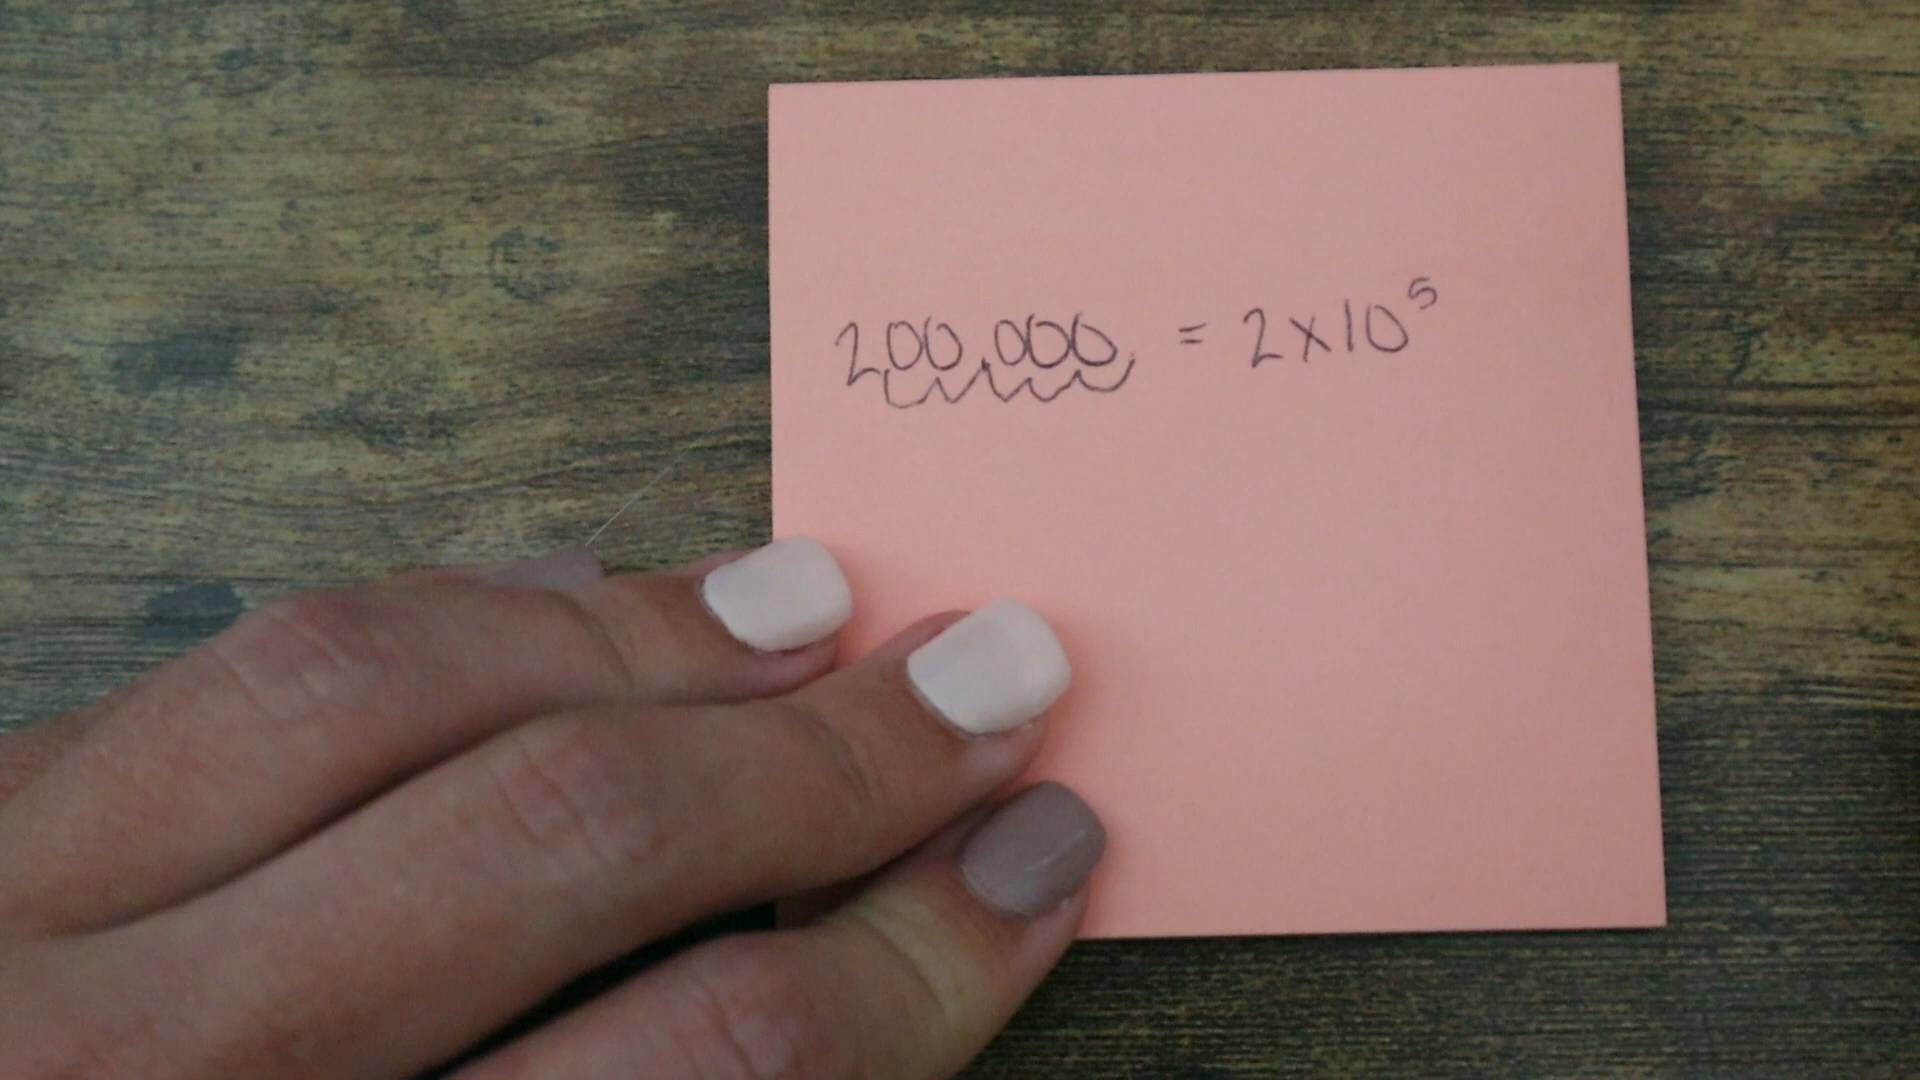 200,000. = 2x10⁵